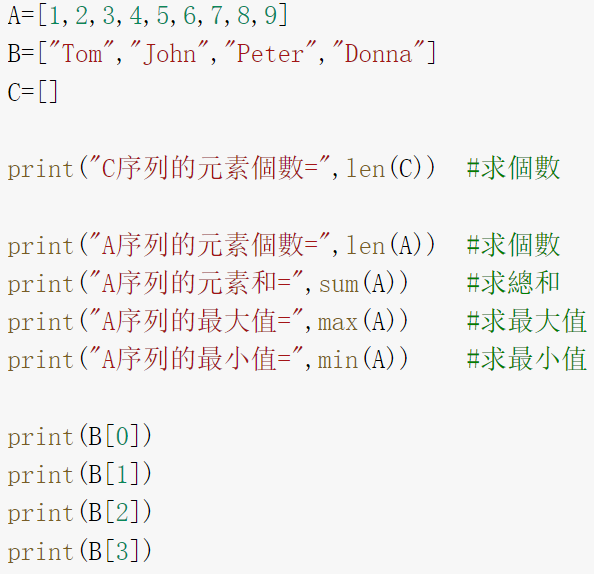 A=[1,2,3,4,5,6,7,8,9]
B=["Tom","John","Peter","Donna"]
C=[]
print("C序列的元素個數=",len(C))  #求個數
print("A序列的元素個數=",len(A))  #求個數
print("A序列的元素和=",sum(A))    #求總和
print("A序列的最大值=",max(A))    #求最大值
print("A序列的最小值=",min(A))    #求最小值
print(B[0])
print(B[1])
print(B[2])
print(B[3])